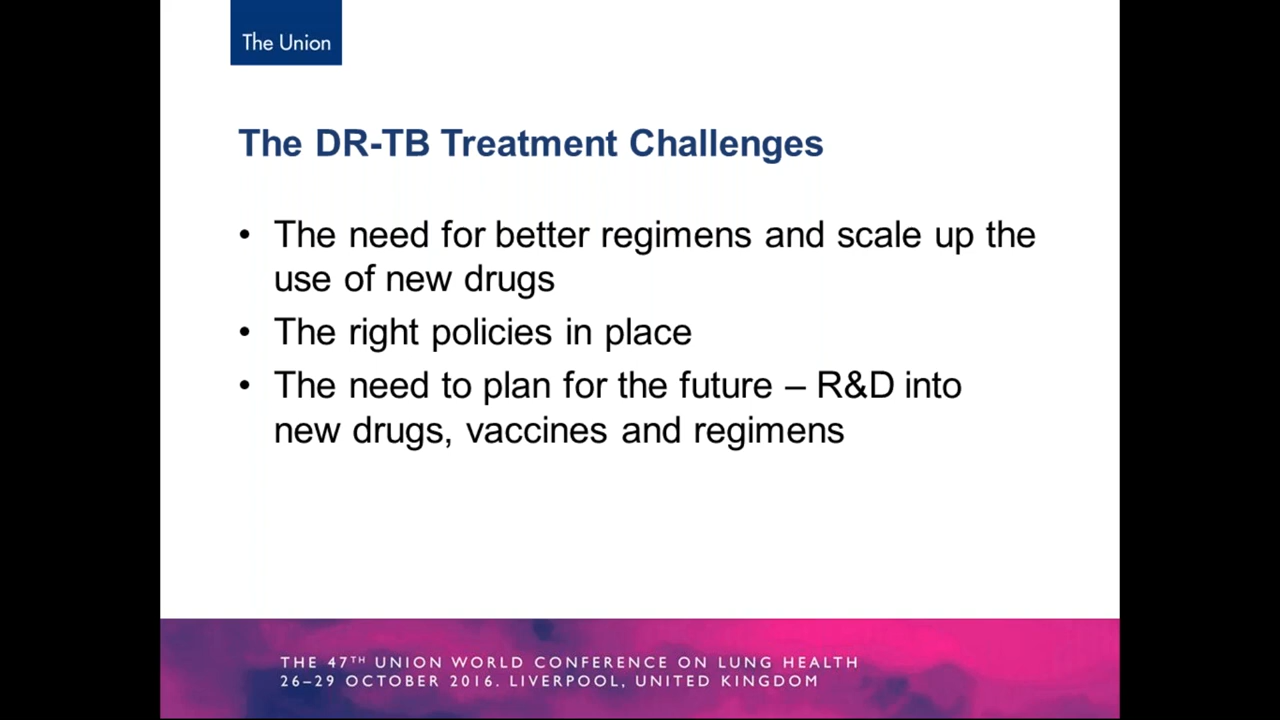 The Union
The DR-TB Treatment Challenges
• The need for better regimens and scale up the
use of new drugs
• The right policies in place
• The need to plan for the future – R&D into
new drugs, vaccines and regimens
THE 47TH UNION WORLD CONFERENCE ON LUNG HEALTH
26–29 OCTOBER 2016. LIVERPOOL, UNITED KINGDOM